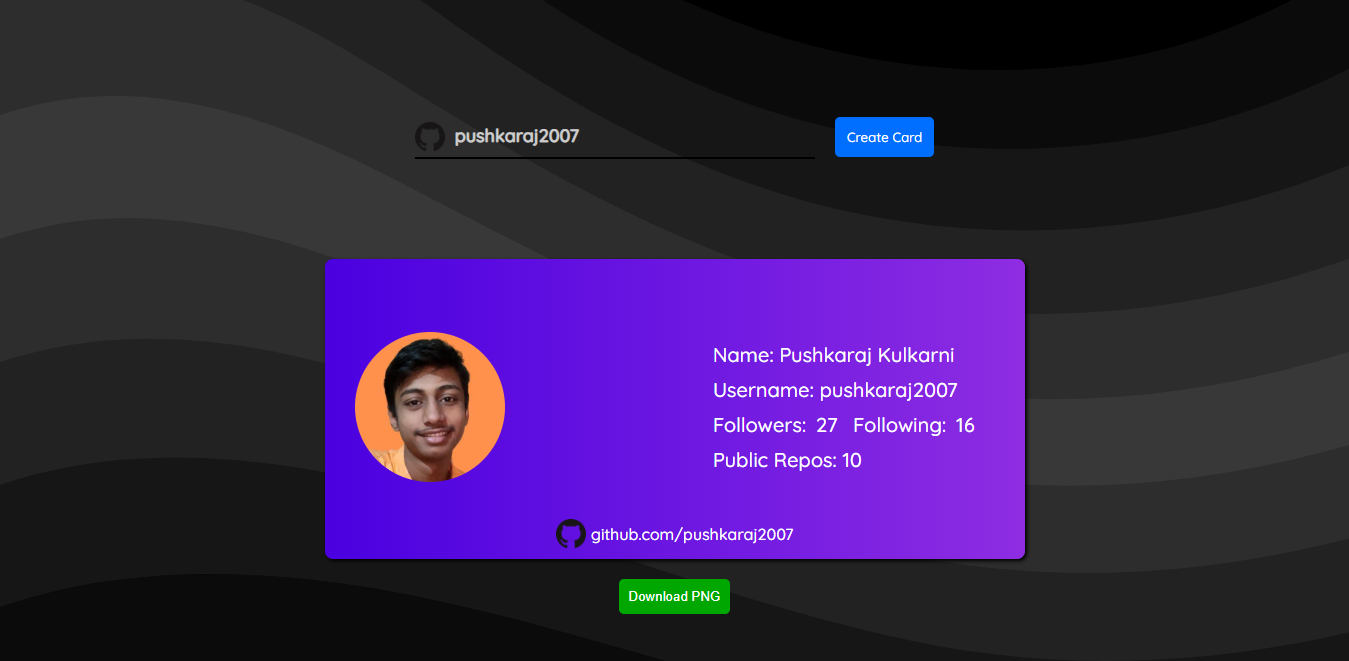 pushkaraj2007
Create Card
Name: Pushkaraj Kulkarni
Username: pushkaraj2007
Followers: 27 Following: 16
Public Repos: 10
github.com/pushkaraj2007
Download PNG